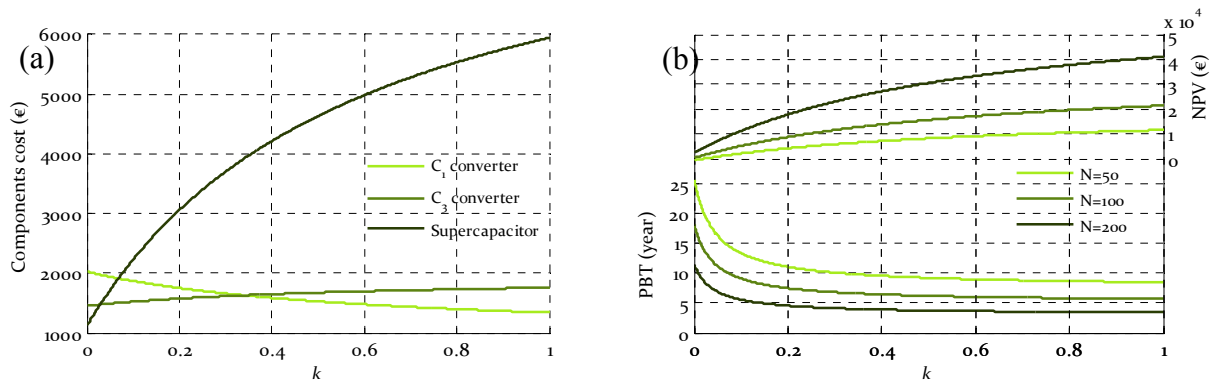 (a)
Components cost (€)
6000
5000
4000
3000
2000
1000
0
0.2
0.4
0.6
0.8
1
k
C1 converter
C3 converter
Supercapacitor
(b)
x 10^4
5
4
3
2
1
0
NPV (€)
N=50
N=100
N=200
PBT (year)
25
20
15
10
5
0
0
0.2
0.4
0.6
0.8
1
k